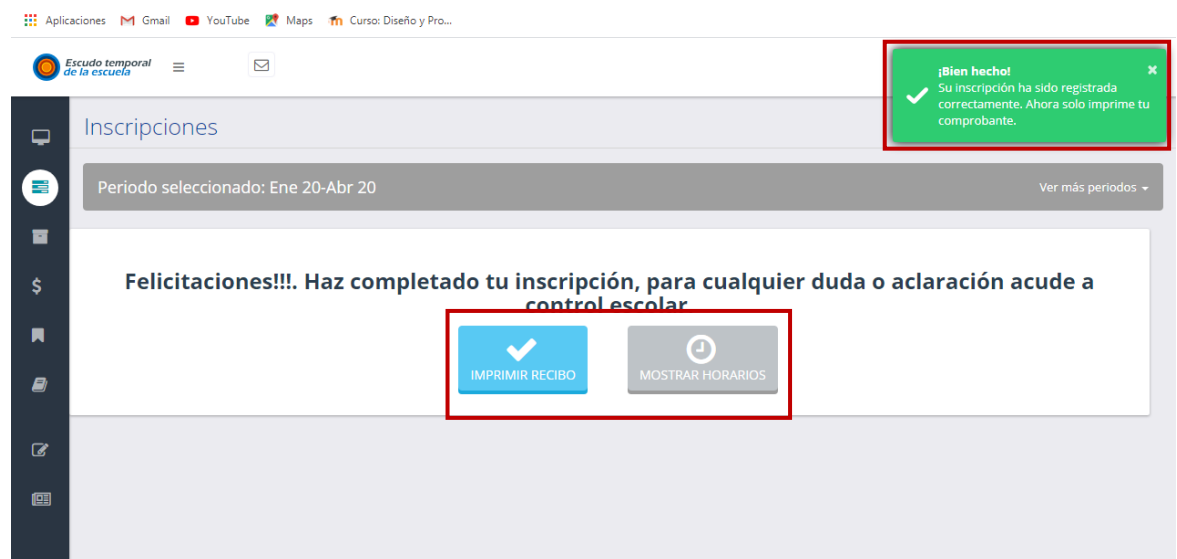 Aplicaciones Gmail YouTube Maps Curso: Diseño y Pro...
Escudo temporal
de la escuela
¡Bien hecho!
Su inscripción ha sido registrada
correctamente. Ahora solo imprime tu
comprobante.
Inscripciones
Periodo seleccionado: Ene 20-Abr 20 Ver más periodos
Felicitaciones!!!. Haz completado tu inscripción, para cualquier duda o aclaración acude a
control escolar
IMPRIMIR RECIBO MOSTRAR HORARIOS